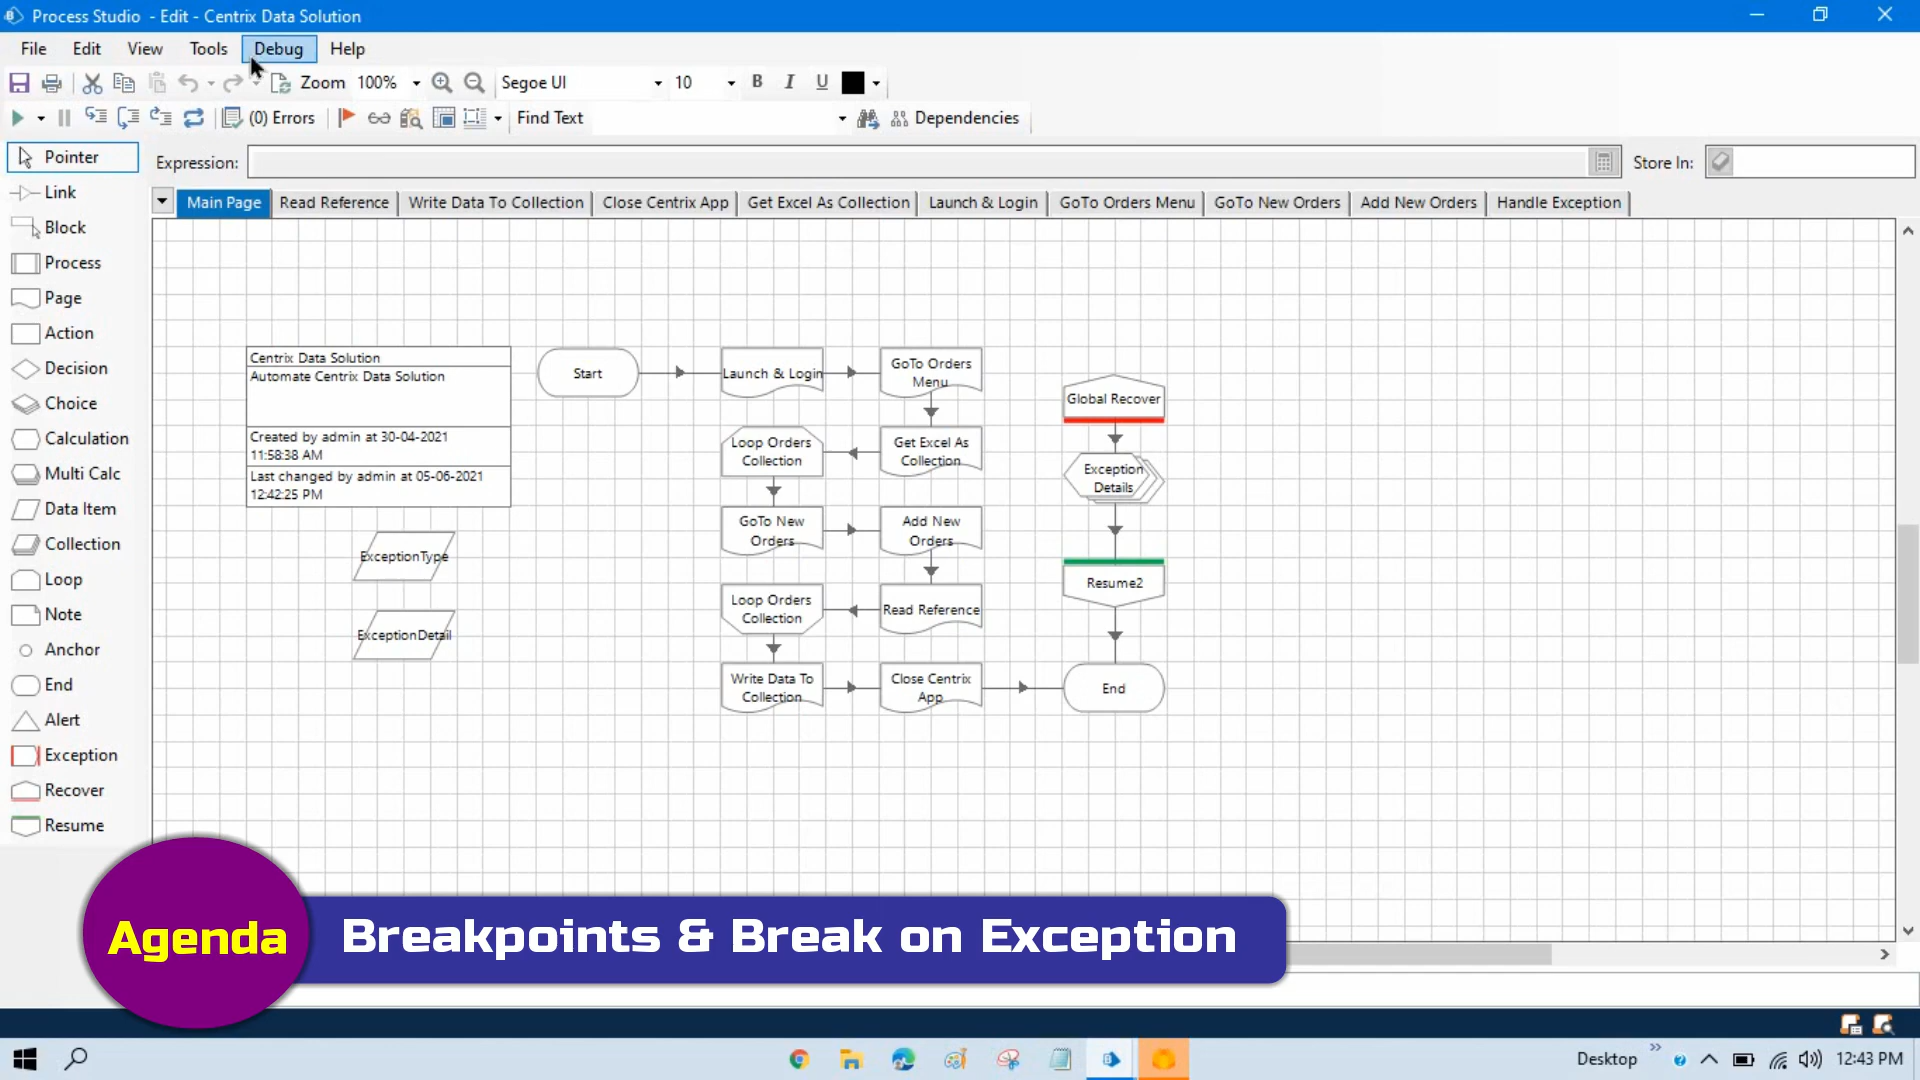 Process Studio - Edit - Centrix Data Solution
File Edit View Tools Debug Help
Zoom 100% Segoe UI 10 B I U
(0) Errors Find Text Dependencies
Expression: Store In:
Main Page Read Reference Write Data To Collection Close Centrix App Get Excel As Collection Launch & Login GoTo Orders Menu GoTo New Orders Add New Orders Handle Exception
Pointer
Link
Block
Process
Page
Action
Decision
Choice
Calculation
Multi Calc
Data Item
Collection
Loop
Note
Anchor
End
Alert
Exception
Recover
Resume
Centrix Data Solution
Automate Centrix Data Solution
Created by admin at 30-04-2021
11:58:38 AM
Last changed by admin at 05-06-2021
12:42:25 PM
ExceptionType
ExceptionDetail
Start
Launch & Login
GoTo Orders
Menu
Loop Orders
Collection
Get Excel As
Collection
GoTo New
Orders
Add New
Orders
Loop Orders
Collection
Read Reference
Write Data To
Collection
Close Centrix
App
Global Recover
Exception
Details
Resume2
End
Agenda
Breakpoints & Break on Exception
Desktop
12:43 PM